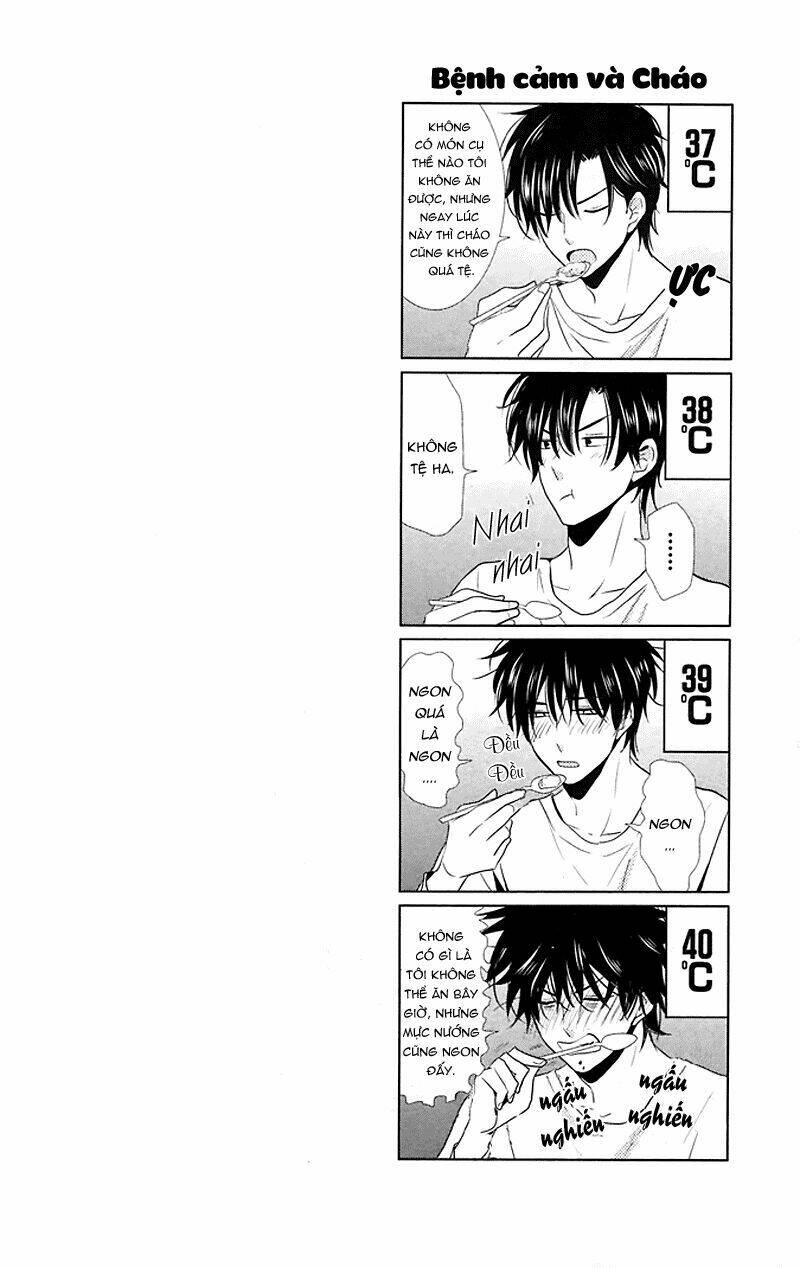 Bệnh cảm và Cháo
37
°C
KHÔNG
CÓ MÓN CỤ
THỂ NÀO TÔI
KHÔNG ĂN
ĐƯỢC, NHƯNG
NGAY LÚC
NÀY THÌ CHÁO
CŨNG KHÔNG
QUÁ TỆ.
ỰC
38
°C
KHÔNG
TỆ HA.
Nhai
nhai
......
39
°C
NGON
QUÁ LÀ
NGON
....
Đều
Đều
NGON
...
40
°C
KHÔNG
CÓ GÌ LÀ
TÔI KHÔNG
THỂ ĂN BÂY
GIỜ, NHƯNG
MỰC NƯỚNG
CŨNG NGON
ĐẤY.
ngấu
nghiến
ngấu
nghiến